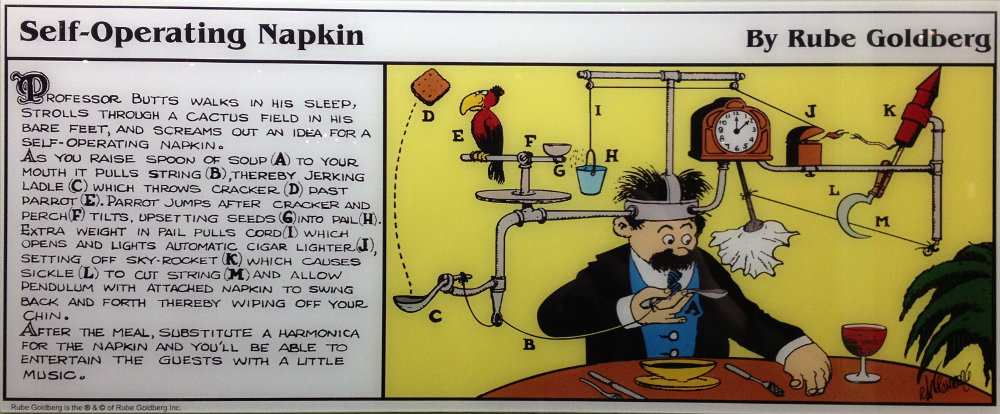 Self-Operating Napkin
By Rube Goldberg
PROFESSOR BUTTS WALKS IN HIS SLEEP,
STROLLS THROUGH A CACTUS FIELD IN HIS
BARE FEET, AND SCREAMS OUT AN IDEA FOR A
SELF-OPERATING NAPKIN.
AS YOU RAISE SPOON OF SOUP (A) TO YOUR
MOUTH IT PULLS STRING (B), THEREBY JERKING
LADLE (C) WHICH THROWS CRACKER (D) PAST
PARROT (E). PARROT JUMPS AFTER CRACKER AND
PERCH (F) TILTS, UPSETTING SEEDS (G) INTO PAIL (H).
EXTRA WEIGHT IN PAIL PULLS CORD (I) WHICH
OPENS AND LIGHTS AUTOMATIC CIGAR LIGHTER (J),
SETTING OFF SKY-ROCKET (K) WHICH CAUSES
SICKLE (L) TO CUT STRING (M) AND ALLOW
PENDULUM WITH ATTACHED NAPKIN TO SWING
BACK AND FORTH THEREBY WIPING OFF YOUR
CHIN.
AFTER THE MEAL, SUBSTITUTE A HARMONICA
FOR THE NAPKIN AND YOU'LL BE ABLE TO
ENTERTAIN THE GUESTS WITH A LITTLE
MUSIC.
D
E
F
G
H
I
J
K
L
M
A
B
C
RUBE GOLDBERG
Rube Goldberg is the ® & © of Rube Goldberg Inc.